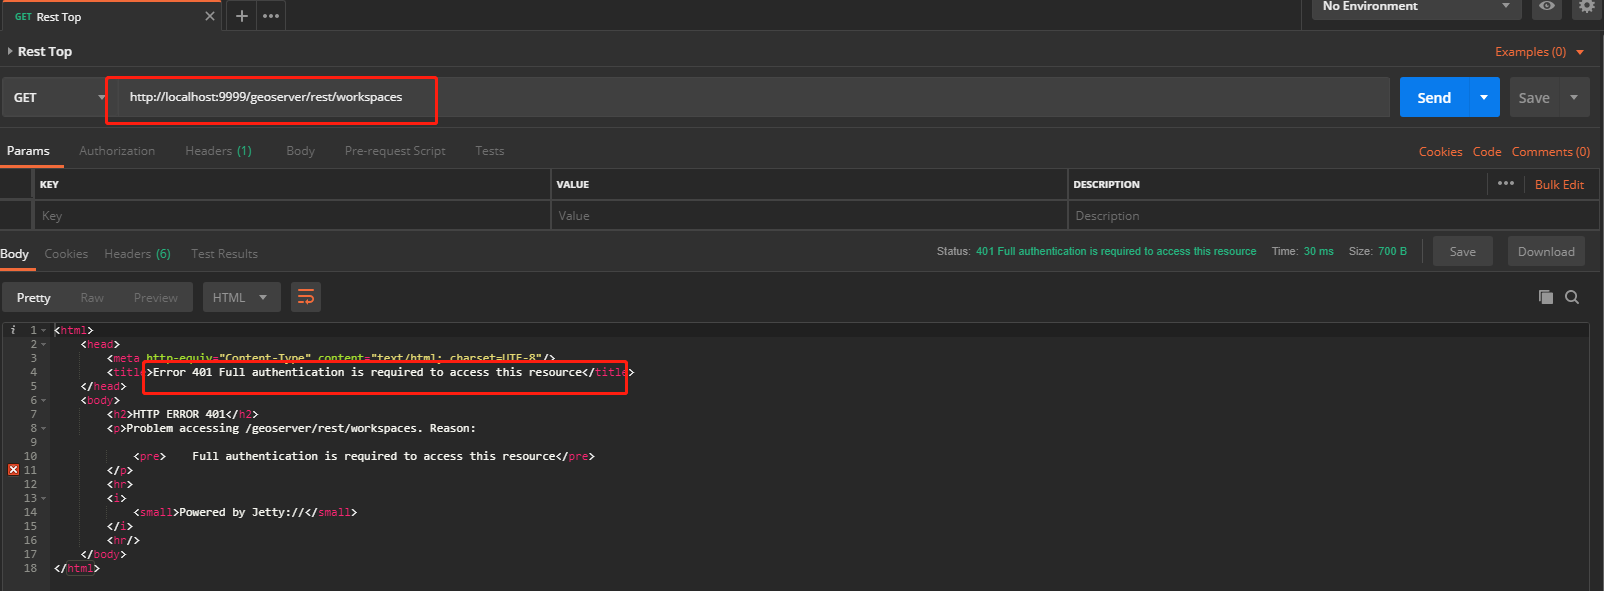 GET Rest Top
No Environment
Rest Top
Examples (0)
GET
http://localhost:9999/geoserver/rest/workspaces
Send
Save
Params Authorization Headers (1) Body Pre-request Script Tests
Cookies Code Comments (0)
KEY VALUE DESCRIPTION
Bulk Edit
Key Value Description
Body Cookies Headers (6) Test Results
Status: 401 Full authentication is required to access this resource Time: 30 ms Size: 700 B
Save Download
Pretty Raw Preview HTML
i 1 <html>
2 <head>
3 <meta http-equiv="Content-Type" content="text/html; charset=UTF-8"/>
4 <title>Error 401 Full authentication is required to access this resource</title>
5 </head>
6 <body>
7 <h2>HTTP ERROR 401</h2>
8 <p>Problem accessing /geoserver/rest/workspaces. Reason:
9
10 <pre>    Full authentication is required to access this resource</pre>
11 </p>
12 <hr>
13 <i>
14 <small>Powered by Jetty://</small>
15 </i>
16 <hr/>
17 </body>
18 </html>